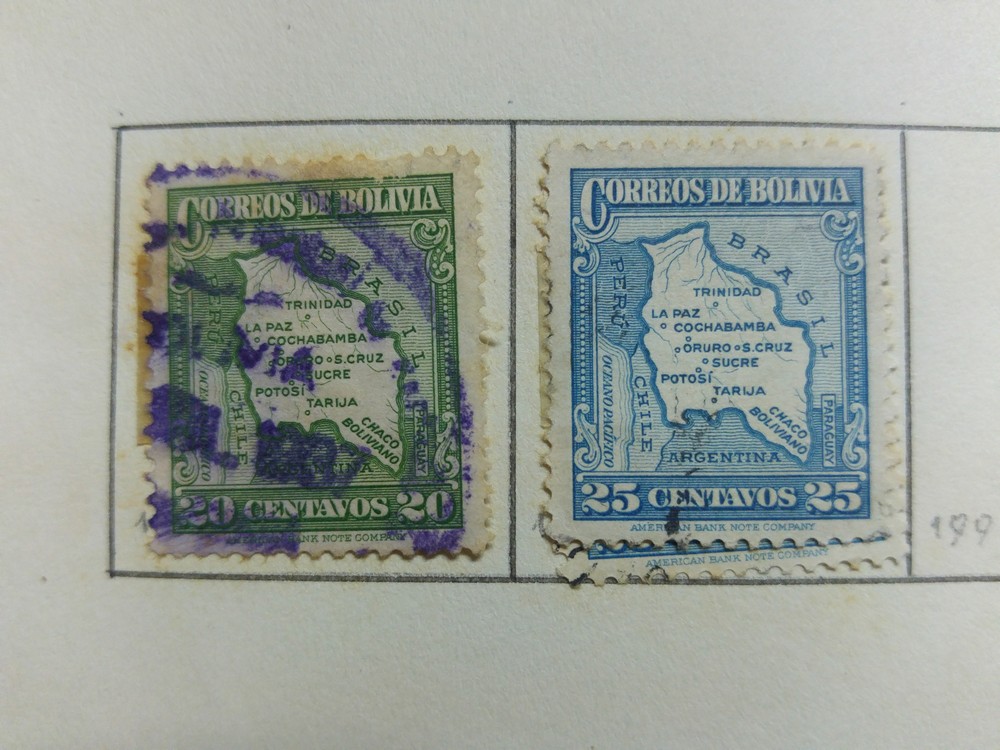 CORREOS DE BOLIVIA
BRASIL
PERÚ
TRINIDAD
LA PAZ
COCHABAMBA
ORURO S.CRUZ
SUCRE
POTOSÍ
TARIJA
OCEANO PACIFICO
CHILE
CHACO
BOLIVIANO
PARAGUAY
ARGENTINA
20 CENTAVOS 20
AMERICAN BANK NOTE COMPANY
CORREOS DE BOLIVIA
BRASIL
PERÚ
TRINIDAD
LA PAZ
COCHABAMBA
ORURO S.CRUZ
SUCRE
POTOSÍ
TARIJA
OCEANO PACIFICO
CHILE
CHACO
BOLIVIANO
PARAGUAY
ARGENTINA
25 CENTAVOS 25
AMERICAN BANK NOTE COMPANY
AMERICAN BANK NOTE COMPANY